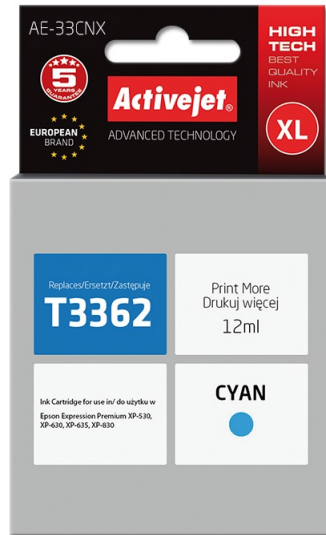 AE-33CNX
HIGH
TECH
BEST
QUALITY
INK
5
YEARS
GUARANTEE
Activejet®
EUROPEAN
BRAND
ADVANCED TECHNOLOGY
XL
Replaces/Ersetzt/Zastępuje
T3362
Print More
Drukuj więcej
12ml
Ink Cartridge for use in/ do użytku w
Epson Expression Premium XP-530,
XP-630, XP-635, XP-830
CYAN